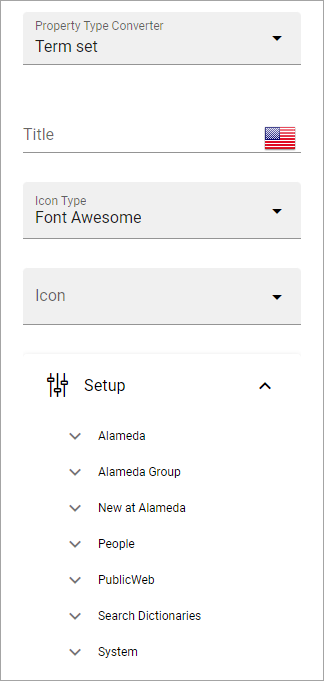 Property Type Converter
Term set
Title
Icon Type
Font Awesome
Icon
Setup
Alameda
Alameda Group
New at Alameda
People
PublicWeb
Search Dictionaries
System